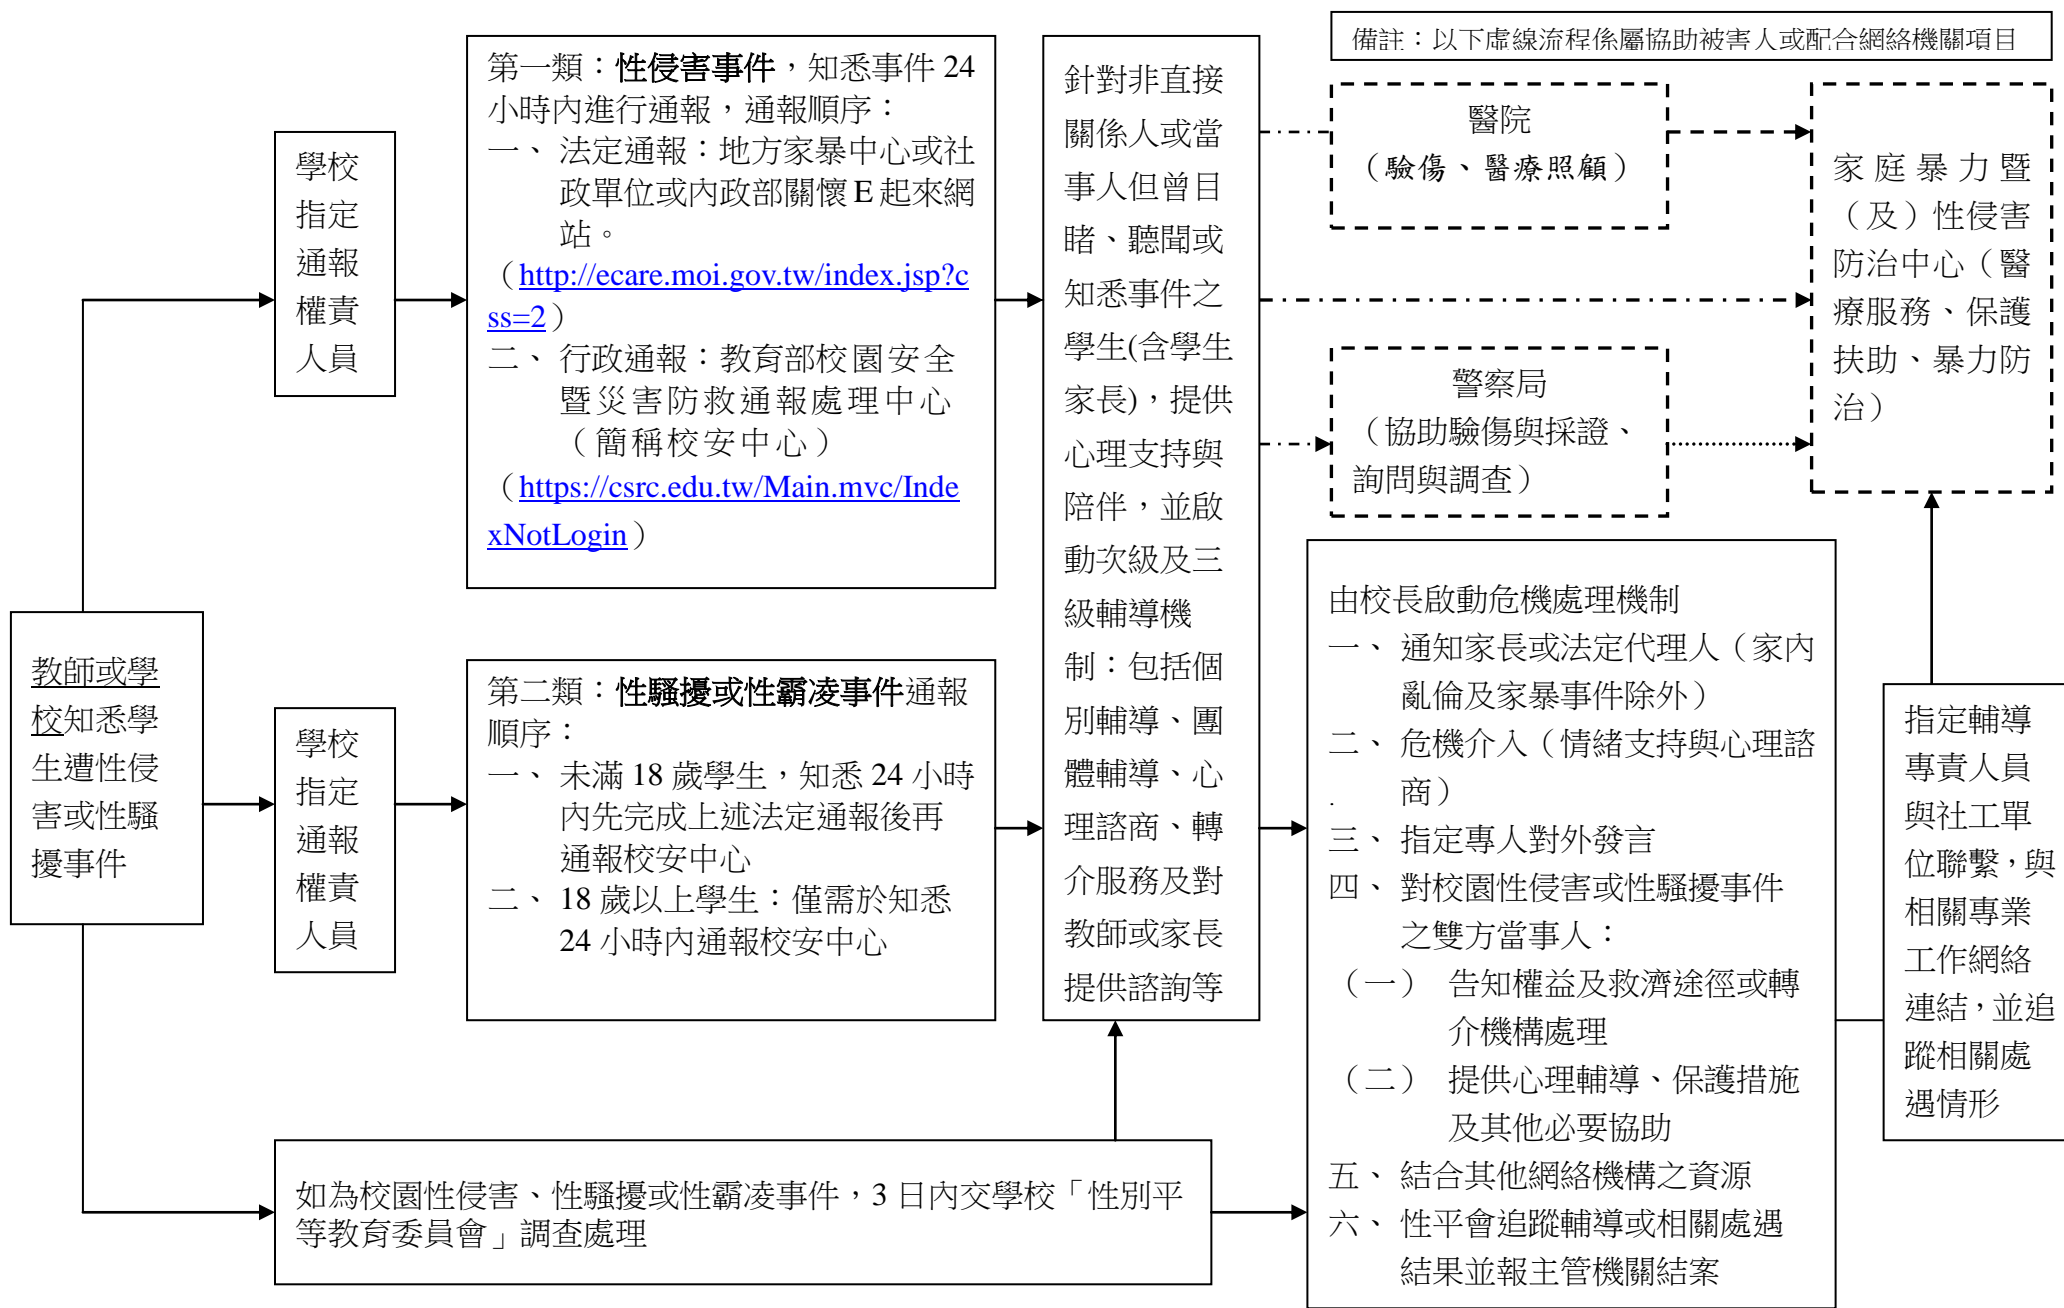 備註：以下虛線流程係屬協助被害人或配合網絡機關項目
第一類：性侵害事件，知悉事件 24
小時內進行通報，通報順序：
一、 法定通報：地方家暴中心或社
政單位或內政部關懷 E 起來網
站。
（http://ecare.moi.gov.tw/index.jsp?c
ss=2）
二、 行政通報：教育部校園安全
暨災害防救通報處理中心
（簡稱校安中心）
（https://csrc.edu.tw/Main.mvc/Inde
xNotLogin）
學校
指定
通報
權責
人員
針對非直接
關係人或當
事人但曾目
睹、聽聞或
知悉事件之
學生(含學生
家長)，提供
心理支持與
陪伴，並啟
動次級及三
級輔導機
制：包括個
別輔導、團
體輔導、心
理諮商、轉
介服務及對
教師或家長
提供諮詢等
醫院
（驗傷、醫療照顧）
警察局
（協助驗傷與採證、
詢問與調查）
家庭暴力暨
（及）性侵害
防治中心（醫
療服務、保護
扶助、暴力防
治）
教師或學
校知悉學
生遭性侵
害或性騷
擾事件
學校
指定
通報
權責
人員
第二類：性騷擾或性霸凌事件通報
順序：
一、 未滿 18 歲學生，知悉 24 小時
內先完成上述法定通報後再
通報校安中心
二、 18 歲以上學生：僅需於知悉
24 小時內通報校安中心
由校長啟動危機處理機制
一、 通知家長或法定代理人（家內
亂倫及家暴事件除外）
二、 危機介入（情緒支持與心理諮
商）
.
三、 指定專人對外發言
四、 對校園性侵害或性騷擾事件
之雙方當事人：
（一） 告知權益及救濟途徑或轉
介機構處理
（二） 提供心理輔導、保護措施
及其他必要協助
五、 結合其他網絡機構之資源
六、 性平會追蹤輔導或相關處遇
結果並報主管機關結案
指定輔導
專責人員
與社工單
位聯繫，與
相關專業
工作網絡
連結，並追
蹤相關處
遇情形
如為校園性侵害、性騷擾或性霸凌事件，3 日內交學校「性別平
等教育委員會」調查處理